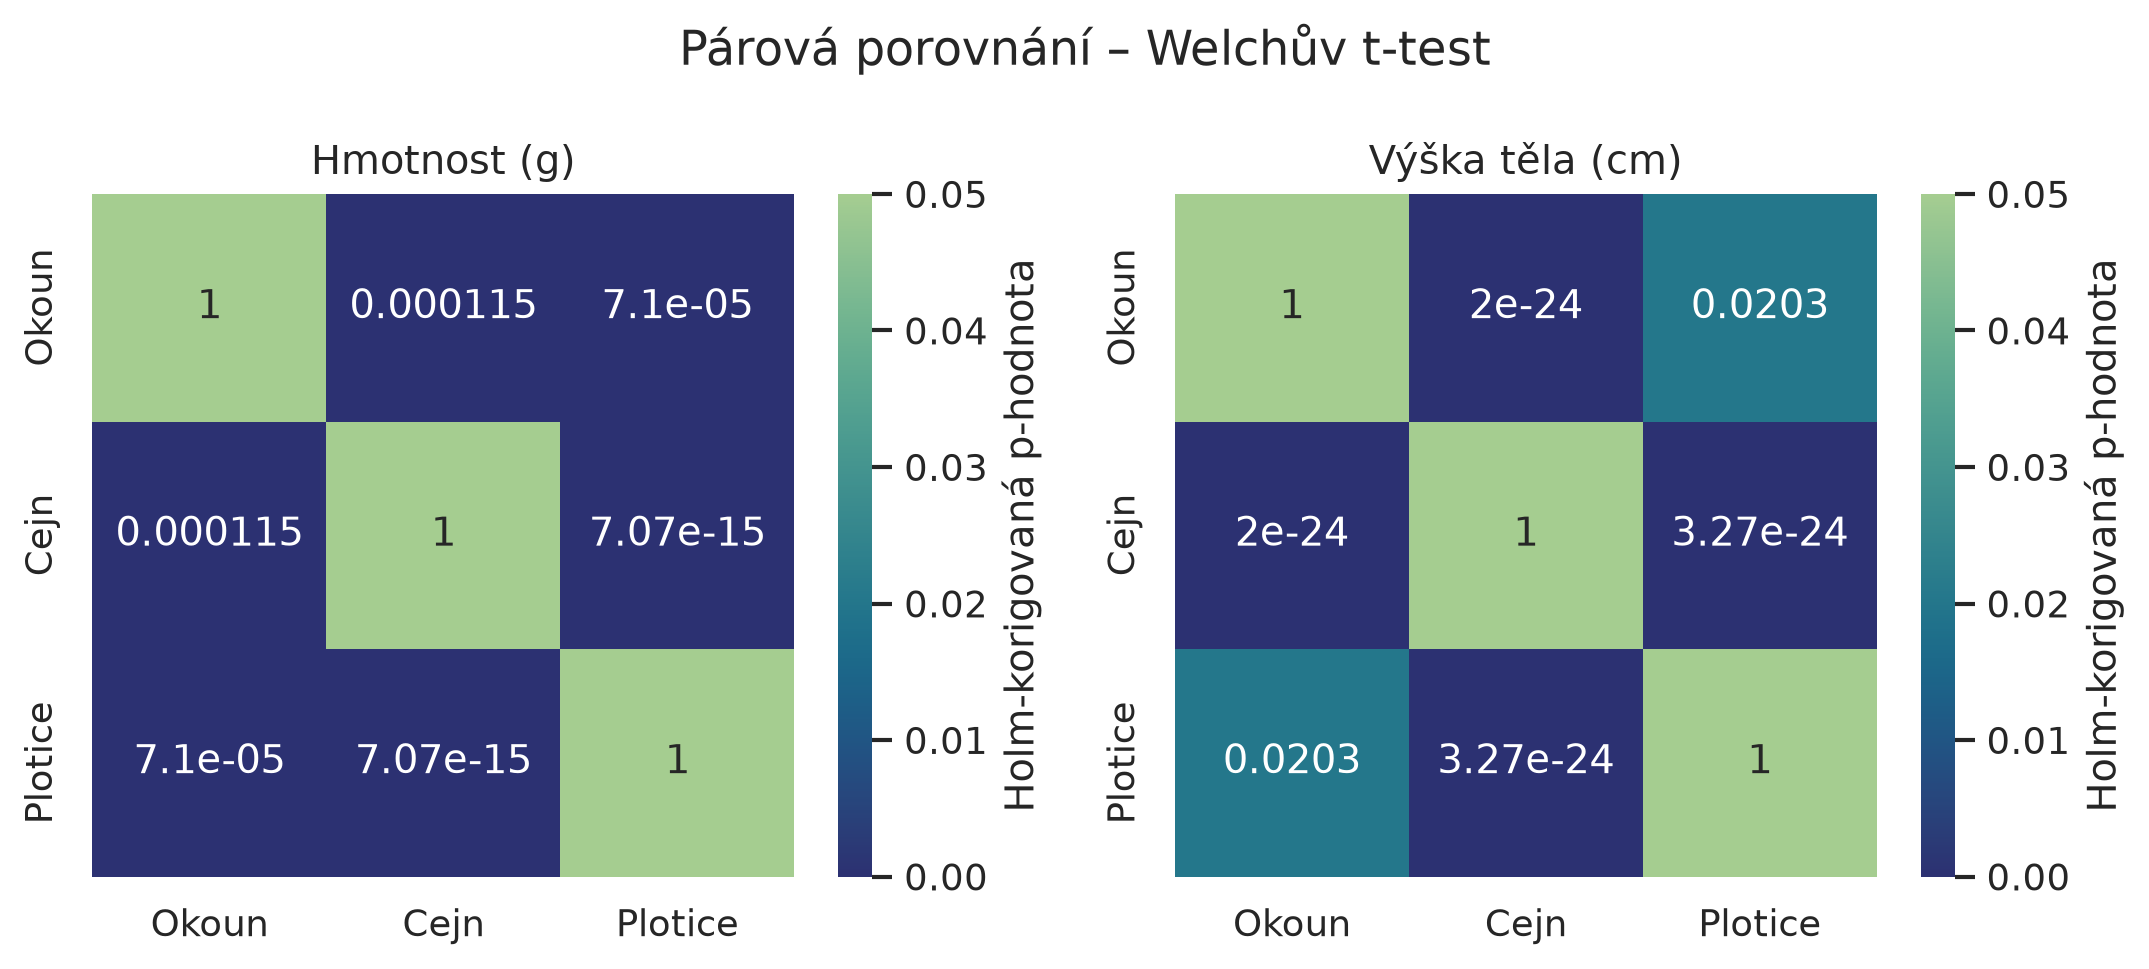 Párová porovnání – Welchův t-test
Hmotnost (g)
Okoun
Cejn
Plotice
1
0.000115
7.1e-05
0.000115
1
7.07e-15
7.1e-05
7.07e-15
1
Okoun
Cejn
Plotice
0.05
0.04
0.03
0.02
0.01
0.00
Holm-korigovaná p-hodnota
Výška těla (cm)
Okoun
Cejn
Plotice
1
2e-24
0.0203
2e-24
1
3.27e-24
0.0203
3.27e-24
1
Okoun
Cejn
Plotice
0.05
0.04
0.03
0.02
0.01
0.00
Holm-korigovaná p-hodnota